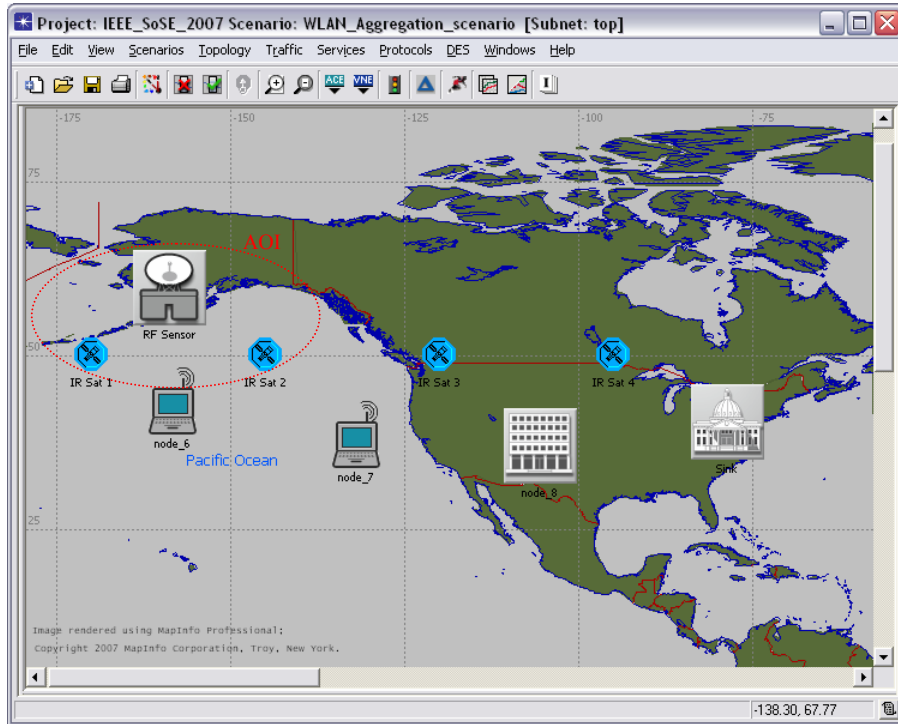 Project: IEEE_SoSE_2007 Scenario: WLAN_Aggregation_scenario [Subnet: top]
File Edit View Scenarios Topology Traffic Services Protocols DES Windows Help
ACE VNE
-175 -150 -125 -100 -75
75
AOI
RF Sensor
50
IR Sat 1 IR Sat 2 IR Sat 3 IR Sat 4
node_6
Pacific Ocean
node_7
node_8
Sink
25
Image rendered using MapInfo Professional;
Copyright 2007 MapInfo Corporation, Troy, New York.
-138.30, 67.77